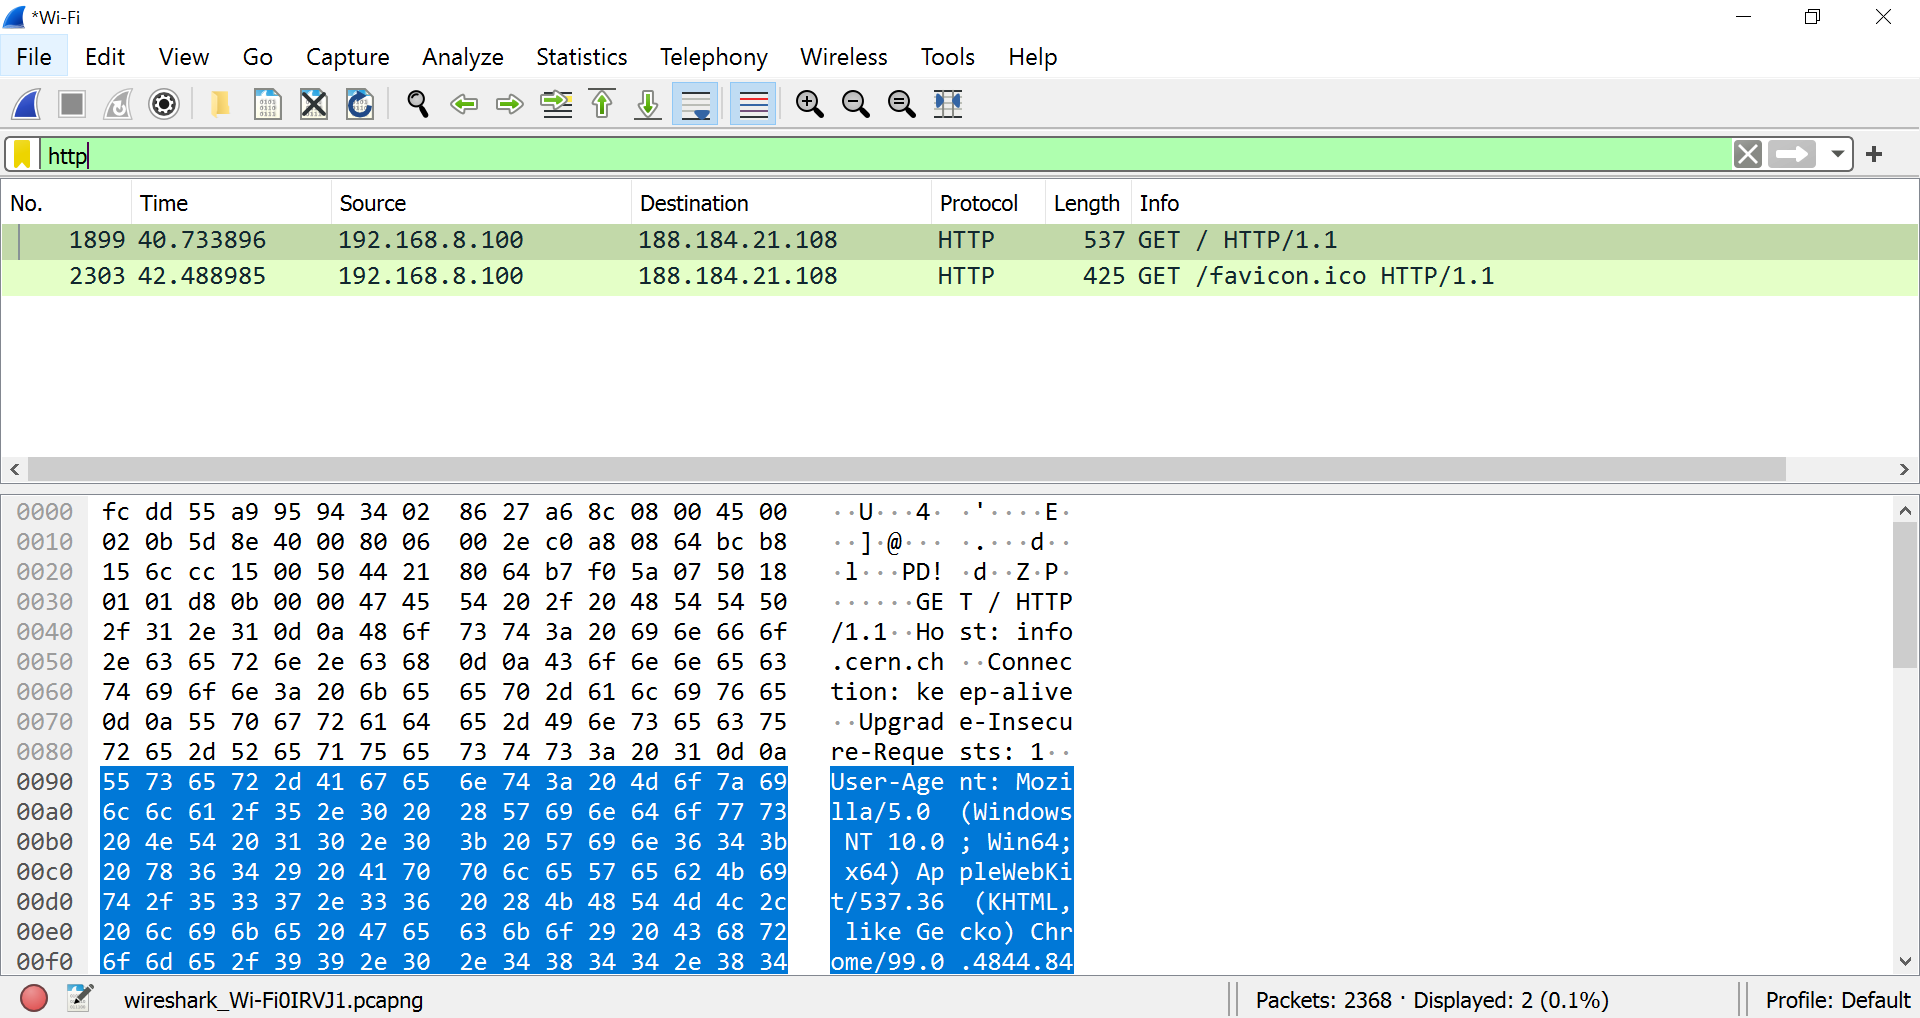 *Wi-Fi
File Edit View Go Capture Analyze Statistics Telephony Wireless Tools Help
http
No. Time Source Destination Protocol Length Info
1899 40.733896 192.168.8.100 188.184.21.108 HTTP 537 GET / HTTP/1.1
2303 42.488985 192.168.8.100 188.184.21.108 HTTP 425 GET /favicon.ico HTTP/1.1
0000 fc dd 55 a9 95 94 34 02 86 27 a6 8c 08 00 45 00 ··U···4· ·'····E·
0010 02 0b 5d 8e 40 00 80 06 00 2e c0 a8 08 64 bc b8 ··]·@··· ·.···d··
0020 15 6c cc 15 00 50 44 21 80 64 b7 f0 5a 07 50 18 ·l···PD! ·d··Z·P·
0030 01 01 d8 0b 00 00 47 45 54 20 2f 20 48 54 54 50 ······GE T / HTTP
0040 2f 31 2e 31 0d 0a 48 6f 73 74 3a 20 69 6e 66 6f /1.1··Ho st: info
0050 2e 63 65 72 6e 2e 63 68 0d 0a 43 6f 6e 6e 65 63 .cern.ch ··Connec
0060 74 69 6f 6e 3a 20 6b 65 65 70 2d 61 6c 69 76 65 tion: ke ep-alive
0070 0d 0a 55 70 67 72 61 64 65 2d 49 6e 73 65 63 75 ··Upgrad e-Insecu
0080 72 65 2d 52 65 71 75 65 73 74 73 3a 20 31 0d 0a re-Reque sts: 1··
0090 55 73 65 72 2d 41 67 65 6e 74 3a 20 4d 6f 7a 69 User-Age nt: Mozi
00a0 6c 6c 61 2f 35 2e 30 20 28 57 69 6e 64 6f 77 73 lla/5.0 (Windows
00b0 20 4e 54 20 31 30 2e 30 3b 20 57 69 6e 36 34 3b NT 10.0 ; Win64;
00c0 20 78 36 34 29 20 41 70 70 6c 65 57 65 62 4b 69 x64) Ap pleWebKi
00d0 74 2f 35 33 37 2e 33 36 20 28 4b 48 54 4d 4c 2c t/537.36 (KHTML,
00e0 20 6c 69 6b 65 20 47 65 63 6b 6f 29 20 43 68 72 like Ge cko) Chr
00f0 6f 6d 65 2f 39 39 2e 30 2e 34 38 34 34 2e 38 34 ome/99.0 .4844.84
wireshark_Wi-Fi0IRVJ1.pcapng Packets: 2368 · Displayed: 2 (0.1%) Profile: Default